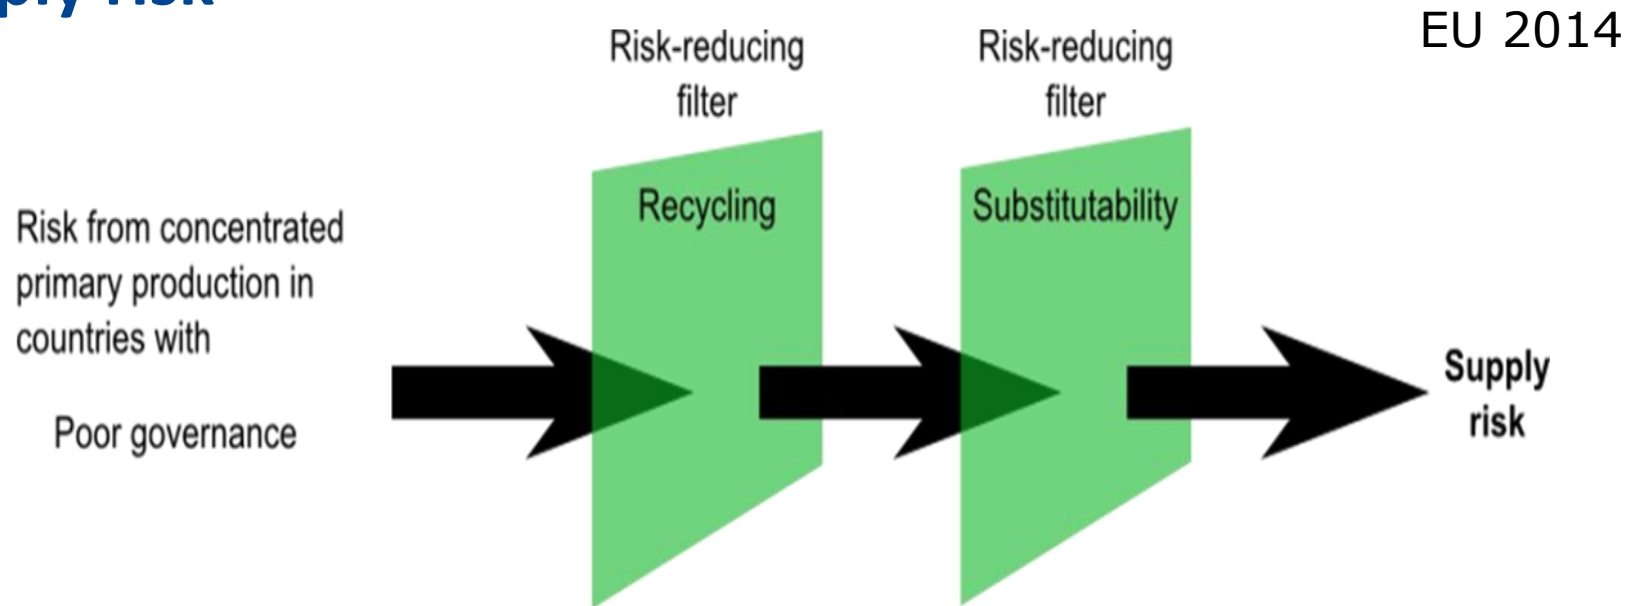 risk
EU 2014
Risk-reducing
filter
Risk-reducing
filter
Recycling
Substitutability
Risk from concentrated
primary production in
countries with
Poor governance
Supply
risk